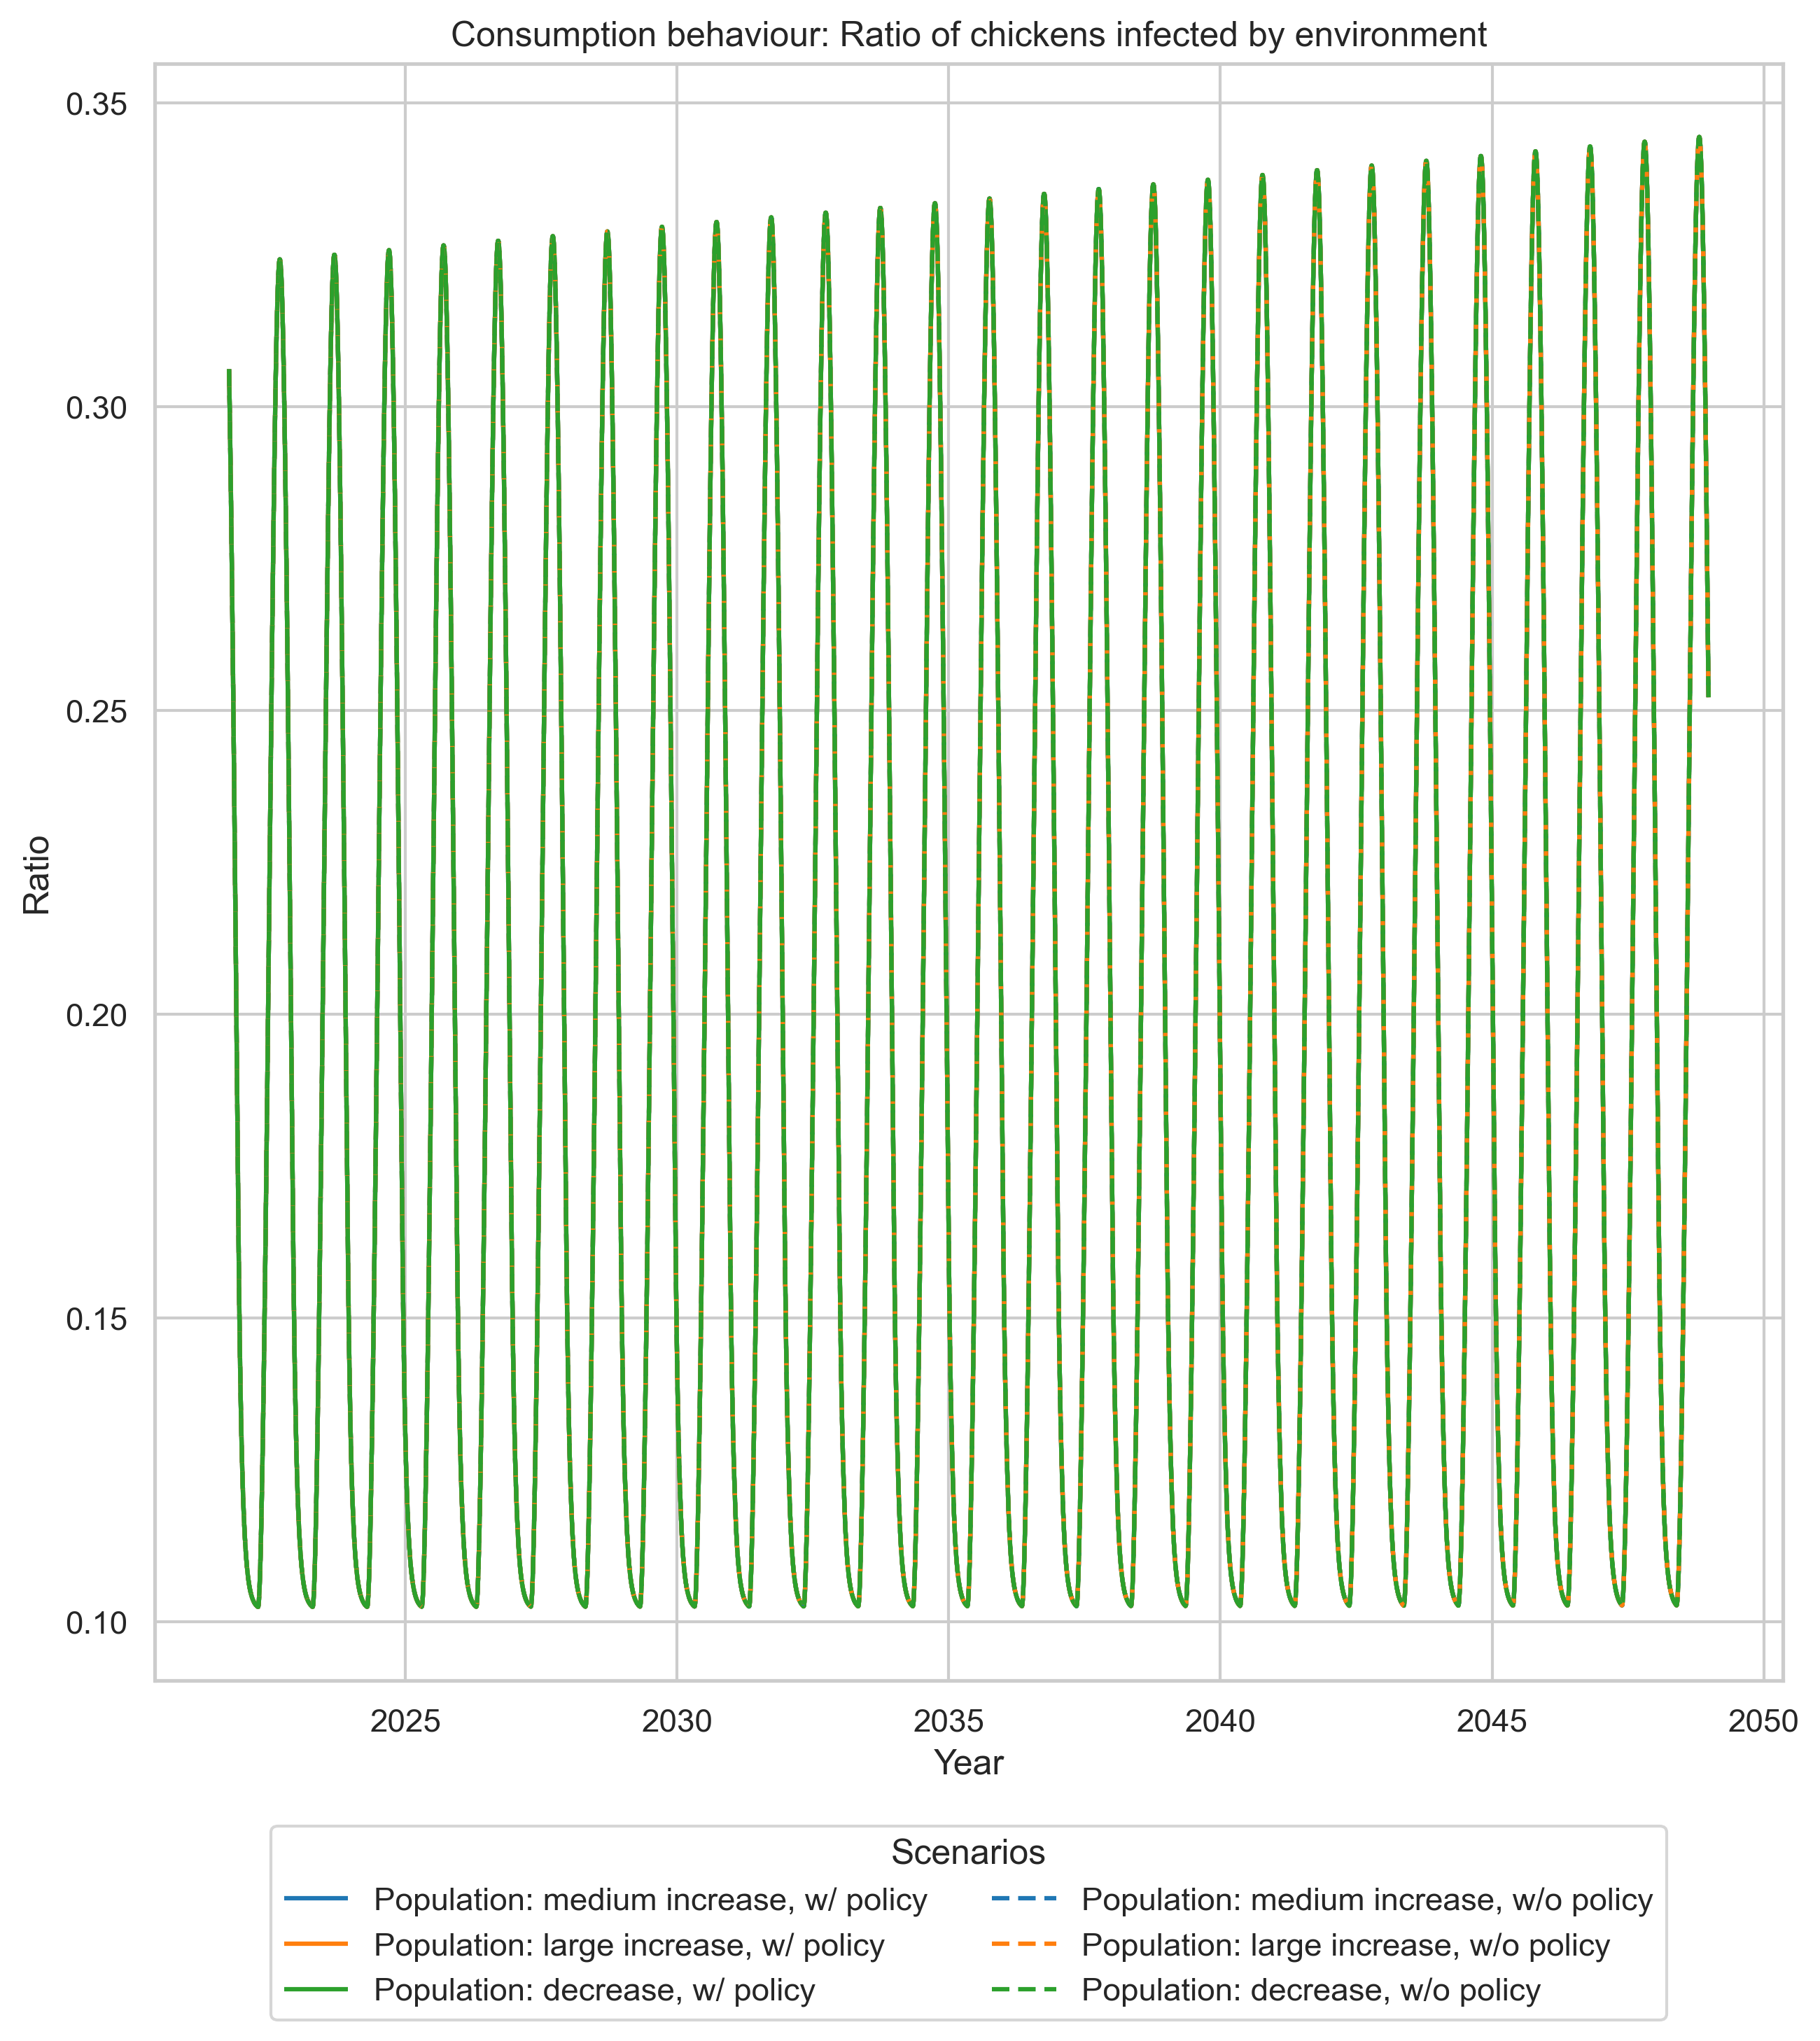 Consumption behaviour: Ratio of chickens infected by environment
0.35
0.30
0.25
0.20
0.15
0.10
Ratio
2025 2030 2035 2040 2045 2050
Year
Scenarios
Population: medium increase, w/ policy Population: medium increase, w/o policy
Population: large increase, w/ policy Population: large increase, w/o policy
Population: decrease, w/ policy Population: decrease, w/o policy